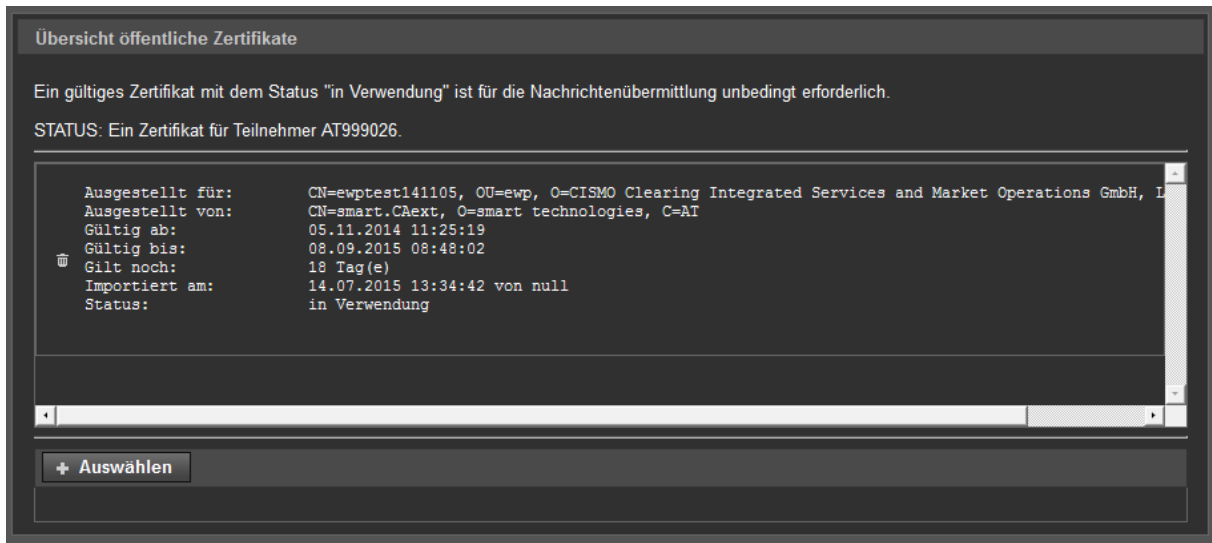 Übersicht öffentliche Zertifikate
Ein gültiges Zertifikat mit dem Status "in Verwendung" ist für die Nachrichtenübermittlung unbedingt erforderlich.
STATUS: Ein Zertifikat für Teilnehmer AT999026.
Ausgestellt für: CN=ewptest141105, OU=ewp, O=CISMO Clearing Integrated Services and Market Operations GmbH, L
Ausgestellt von: CN=smart.CAext, O=smart technologies, C=AT
Gültig ab: 05.11.2014 11:25:19
Gültig bis: 08.09.2015 08:48:02
Gilt noch: 18 Tag(e)
Importiert am: 14.07.2015 13:34:42 von null
Status: in Verwendung
+ Auswählen